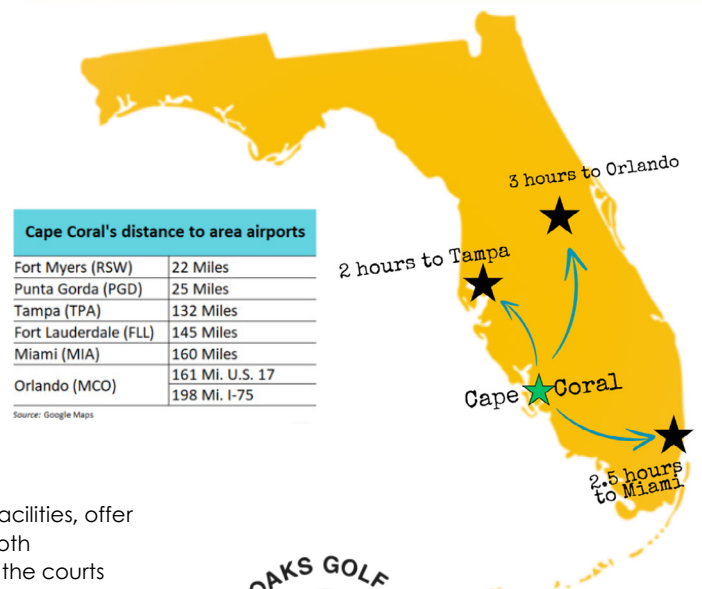 3 hours to Orlando
2 hours to Tampa
Cape Coral's distance to area airports
Fort Myers (RSW) 22 Miles
Punta Gorda (PGD) 25 Miles
Tampa (TPA) 132 Miles
Fort Lauderdale (FLL) 145 Miles
Miami (MIA) 160 Miles
Orlando (MCO) 161 Mi. U.S. 17
198 Mi. I-75
Source: Google Maps
Cape Coral
2.5 hours
to Miami
acilities, offer
oth
the courts
OAKS GOLF